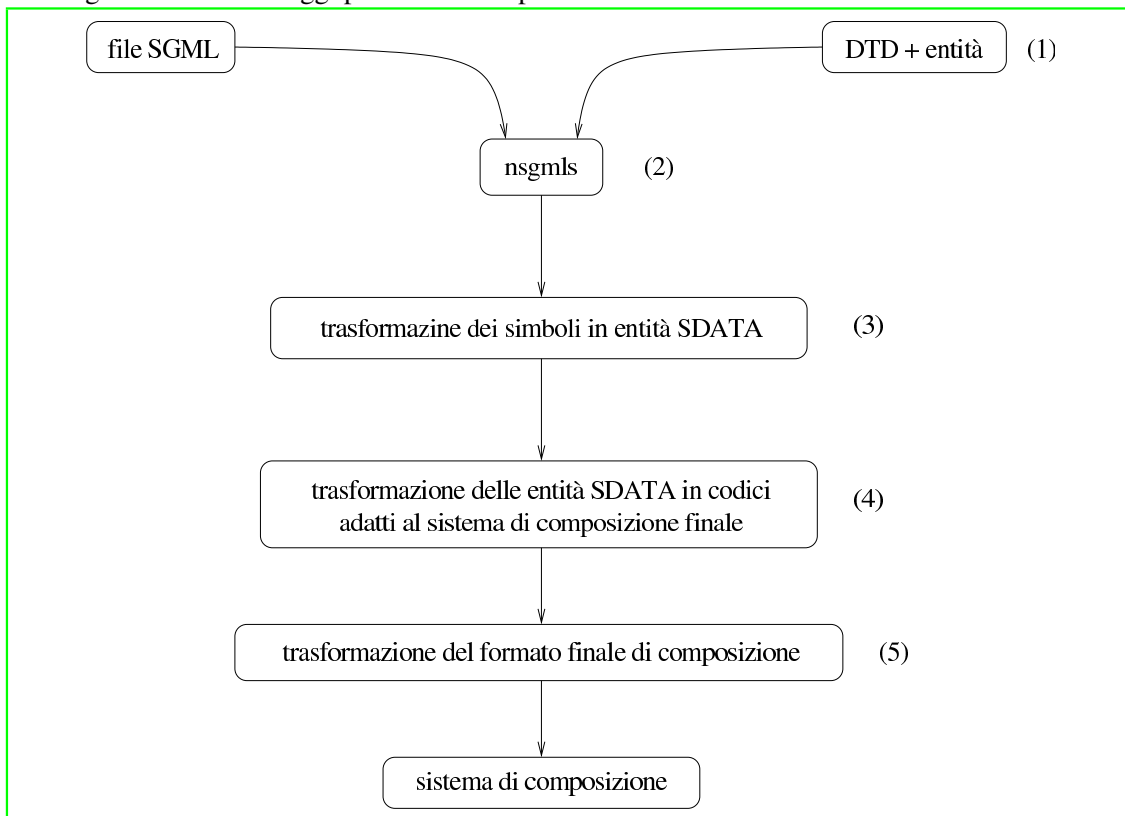 file SGML
DTD + entità (1)
nsgmls (2)
trasformazine dei simboli in entità SDATA (3)
trasformazione delle entità SDATA in codici
adatti al sistema di composizione finale (4)
trasformazione del formato finale di composizione (5)
sistema di composizione